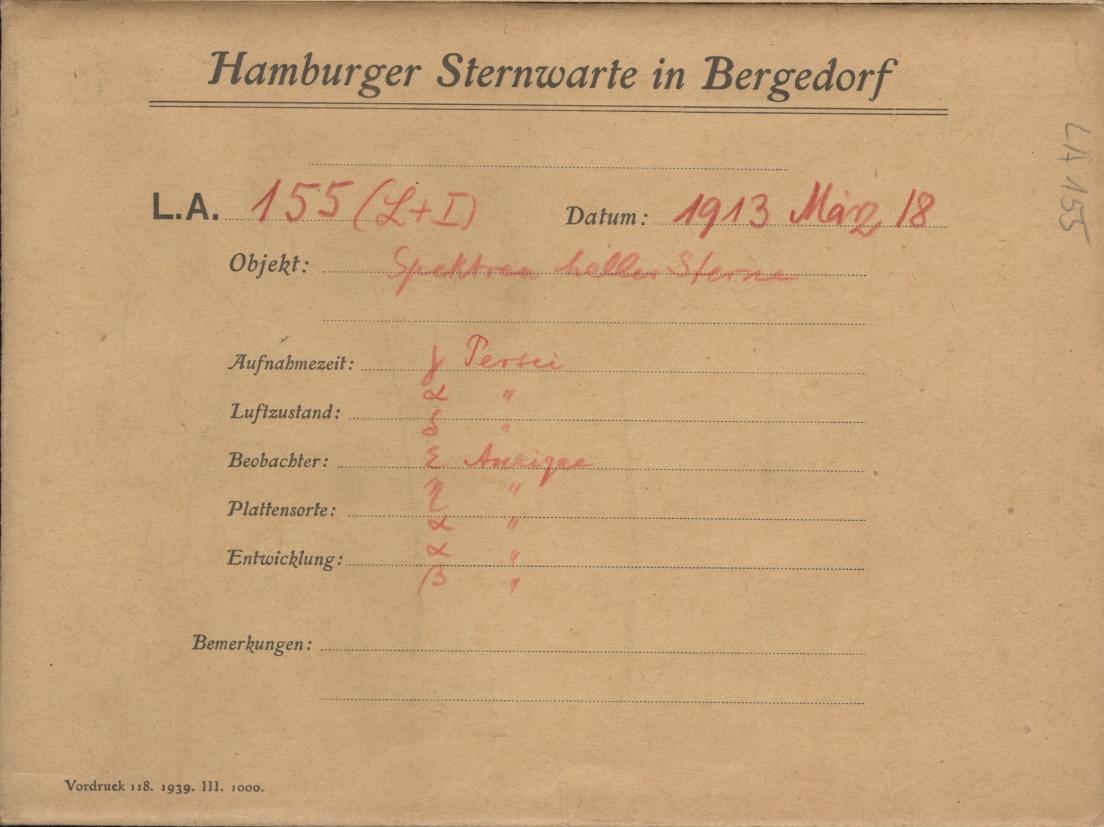 Hamburger Sternwarte in Bergedorf
L.A. 155 (L+I) Datum: 1913 März 18
Objekt: Spektren heller Sterne
Aufnahmezeit: γ Persei
α "
Luftzustand:
δ "
Beobachter: ε Aurigae
η "
Plattensorte:
α "
Entwicklung: α "
β "
Bemerkungen:
Vordruck 118. 1939. III. 1000.
LA 155